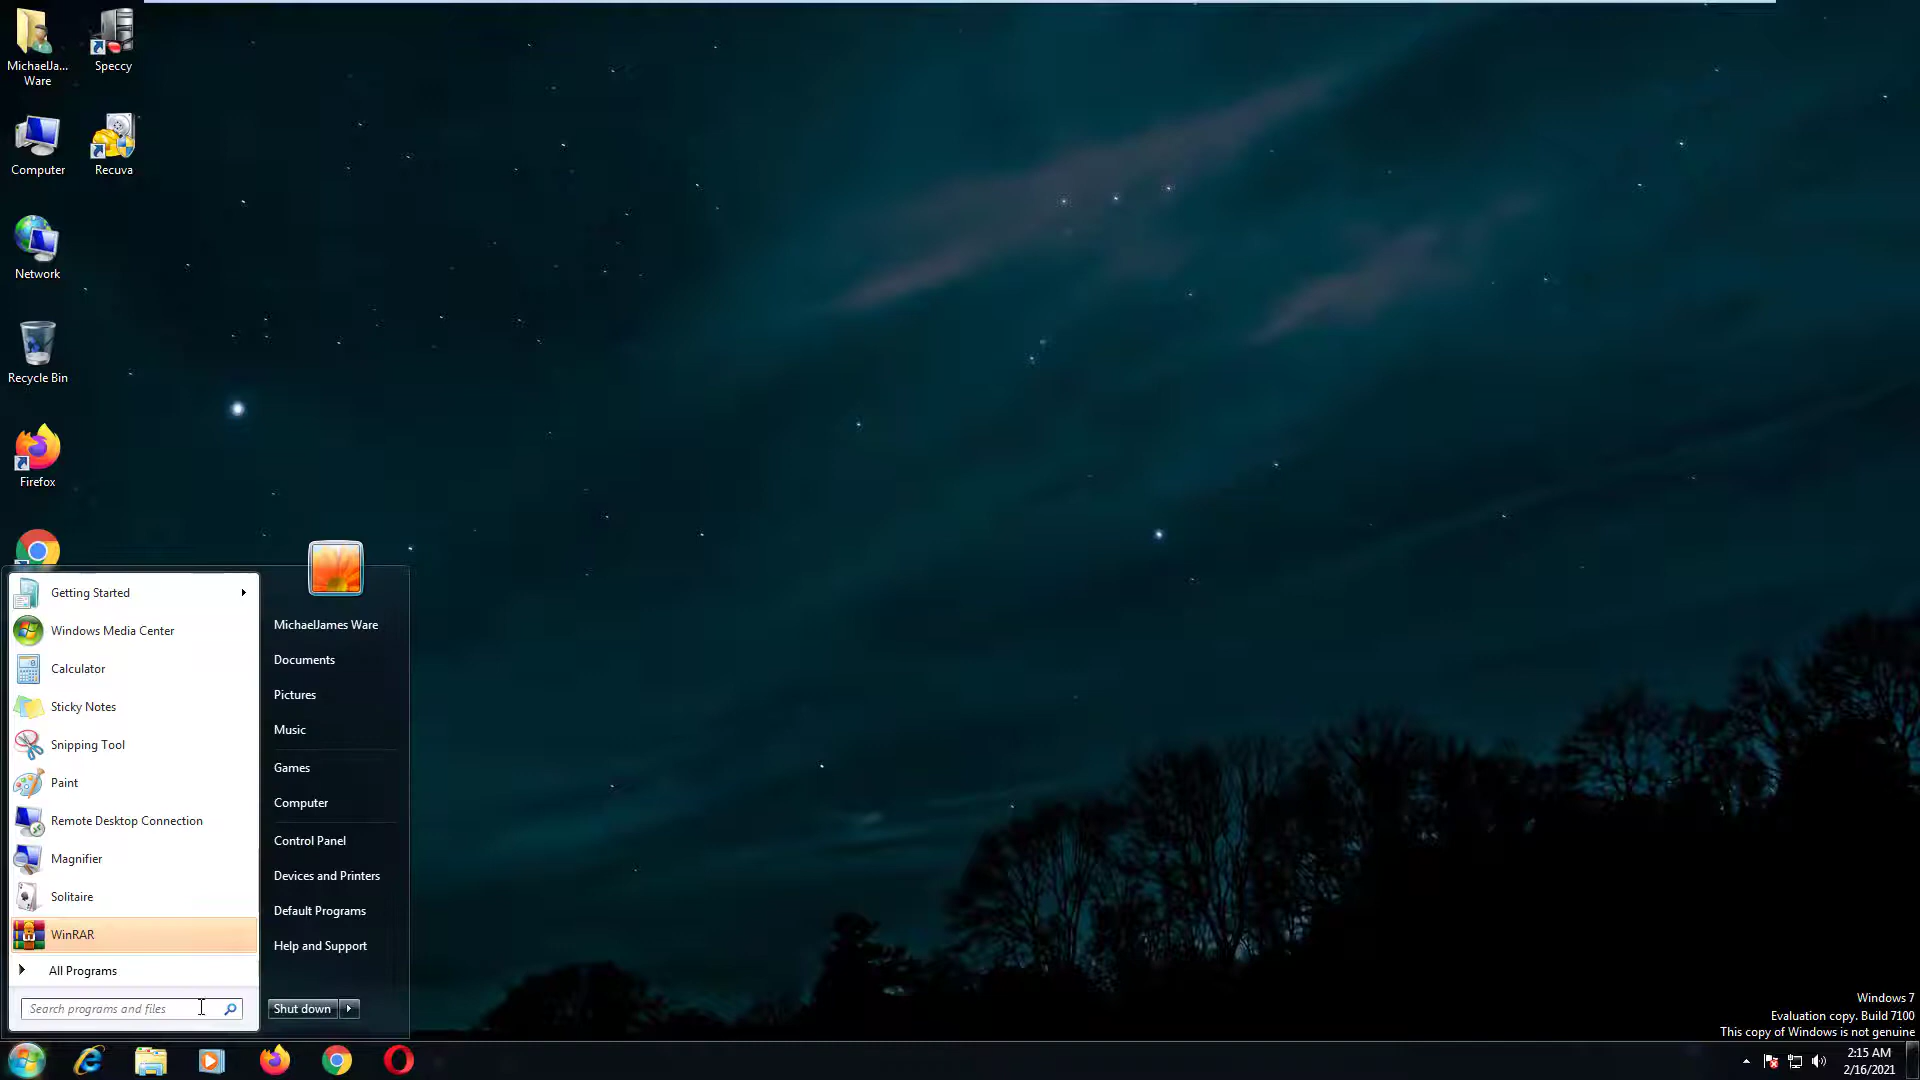 MichaelJa...
Ware
Speccy
Computer
Recuva
Network
Recycle Bin
Firefox
Getting Started
Windows Media Center
Calculator
Sticky Notes
Snipping Tool
Paint
Remote Desktop Connection
Magnifier
Solitaire
WinRAR
All Programs
Search programs and files
MichaelJames Ware
Documents
Pictures
Music
Games
Computer
Control Panel
Devices and Printers
Default Programs
Help and Support
Shut down
Windows 7
Evaluation copy. Build 7100
This copy of Windows is not genuine
2:15 AM
2/16/2021